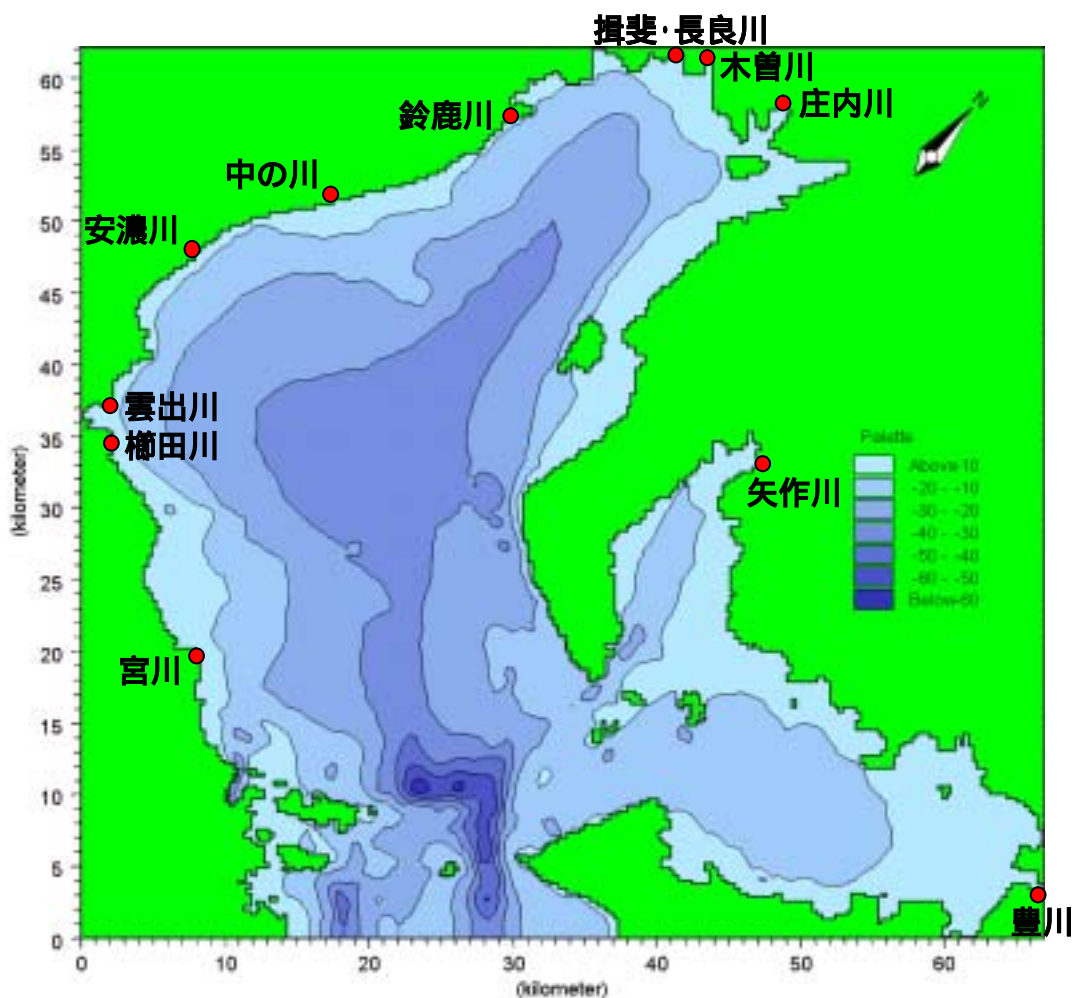 揖斐・長良川
木曽川
庄内川
鈴鹿川
中の川
安濃川
雲出川
櫛田川
宮川
矢作川
豊川
N
Palette
Above -10
-20 - -10
-30 - -20
-40 - -30
-50 - -40
-60 - -50
Below -60
(kilometer)
60
55
50
45
40
35
30
25
20
15
10
5
0
0
10
20
30
40
50
60
(kilometer)